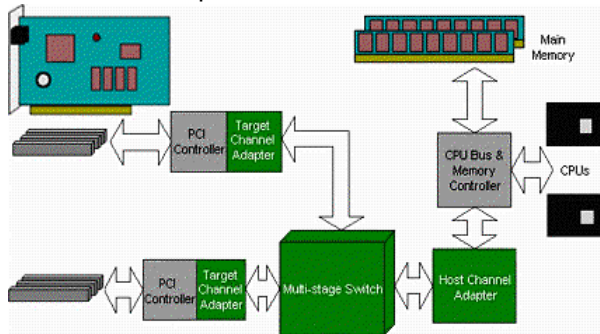 Main
Memory
PCI
Controller
Target
Channel
Adapter
CPU Bus &
Memory
Controller
CPUs
PCI
Controller
Target
Channel
Adapter
Multi-stage Switch
Host Channel
Adapter